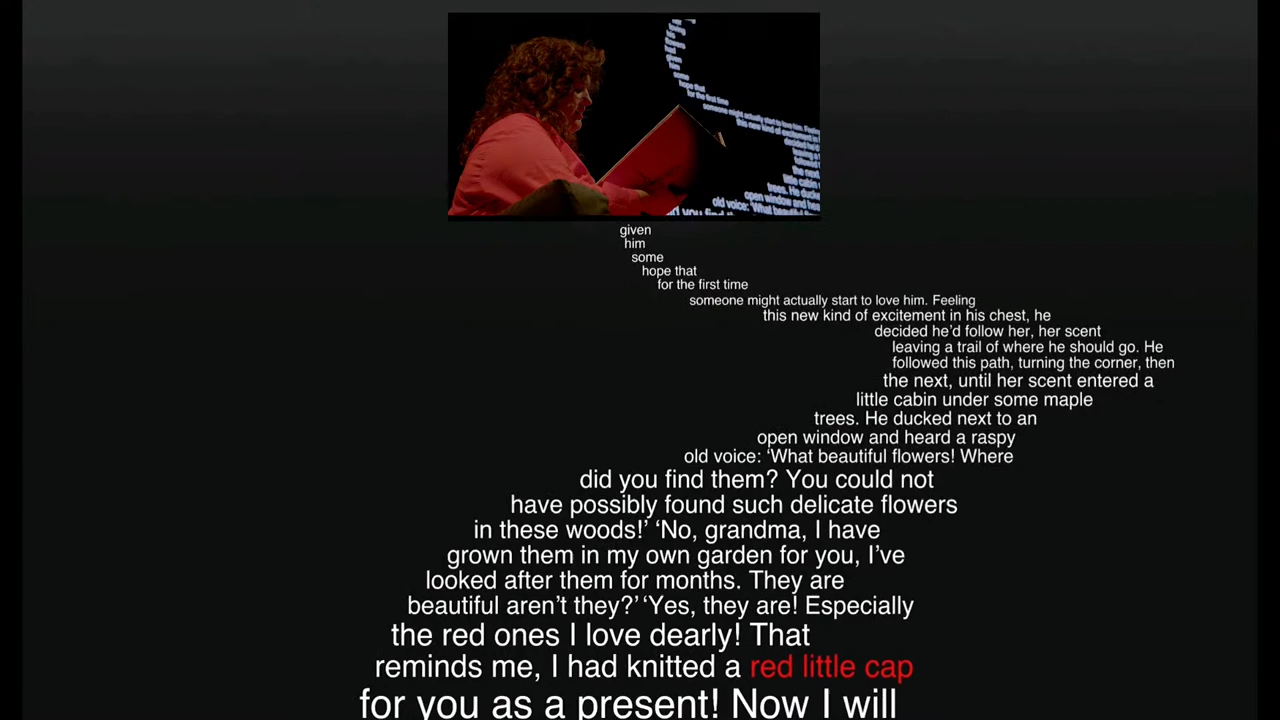 given
him
some
hope that
for the first time
someone might actually start to love him. Feeling
this new kind of excitement in his chest, he
decided he’d follow her, her scent
leaving a trail of where he should go. He
followed this path, turning the corner, then
the next, until her scent entered a
little cabin under some maple
trees. He ducked next to an
open window and heard a raspy
old voice: ‘What beautiful flowers! Where
did you find them? You could not
have possibly found such delicate flowers
in these woods!’ ‘No, grandma, I have
grown them in my own garden for you, I’ve
looked after them for months. They are
beautiful aren’t they?’ ‘Yes, they are! Especially
the red ones I love dearly! That
reminds me, I had knitted a red little cap
for you as a present! Now I will